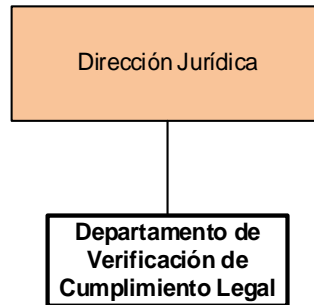 Dirección Jurídica
Departamento de
Verificación de
Cumplimiento Legal